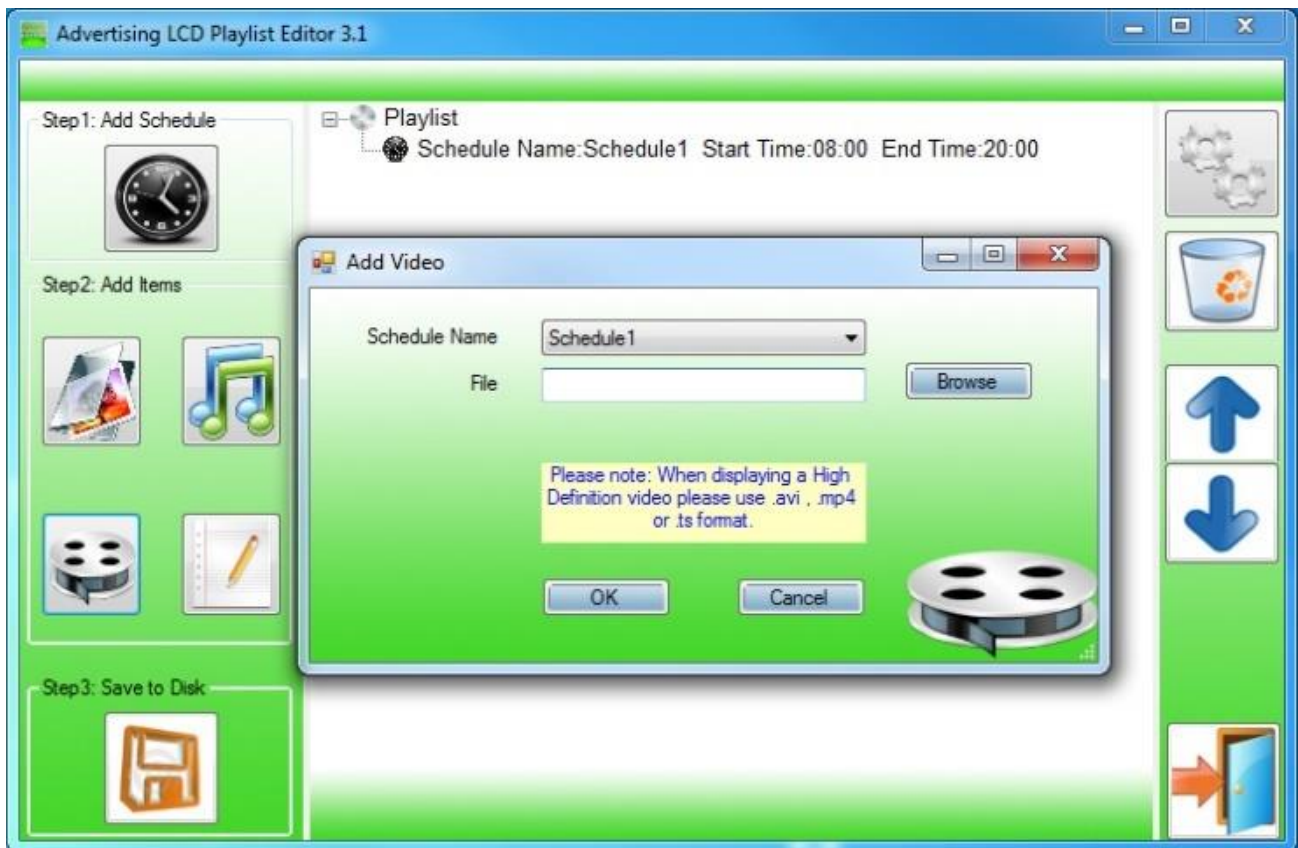 Advertising LCD Playlist Editor 3.1
Step1: Add Schedule
Playlist
Schedule Name:Schedule1 Start Time:08:00 End Time:20:00
Step2: Add Items
Add Video
Schedule Name
Schedule1
File
Browse
Please note: When displaying a High
Definition video please use .avi , .mp4
or .ts format.
OK
Cancel
Step3: Save to Disk